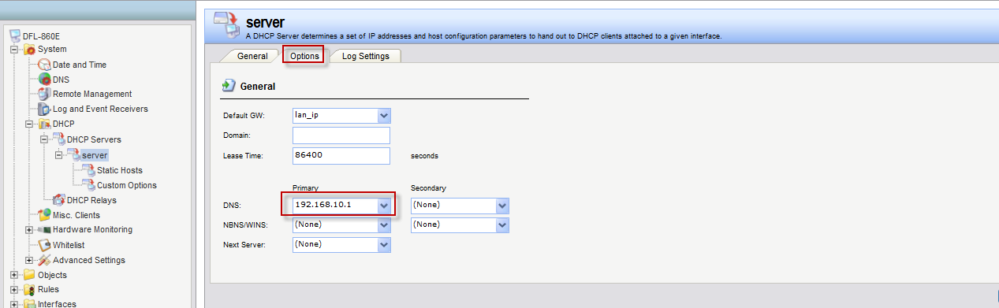 DFL-860E
System
Date and Time
DNS
Remote Management
Log and Event Receivers
DHCP
DHCP Servers
server
Static Hosts
Custom Options
DHCP Relays
Misc. Clients
Hardware Monitoring
Whitelist
Advanced Settings
Objects
Rules
Interfaces
server
A DHCP Server determines a set of IP addresses and host configuration parameters to hand out to DHCP clients attached to a given interface.
General Options Log Settings
General
Default GW: lan_ip
Domain:
Lease Time: 86400 seconds
Primary Secondary
DNS: 192.168.10.1 (None)
NBNS/WINS: (None) (None)
Next Server: (None)